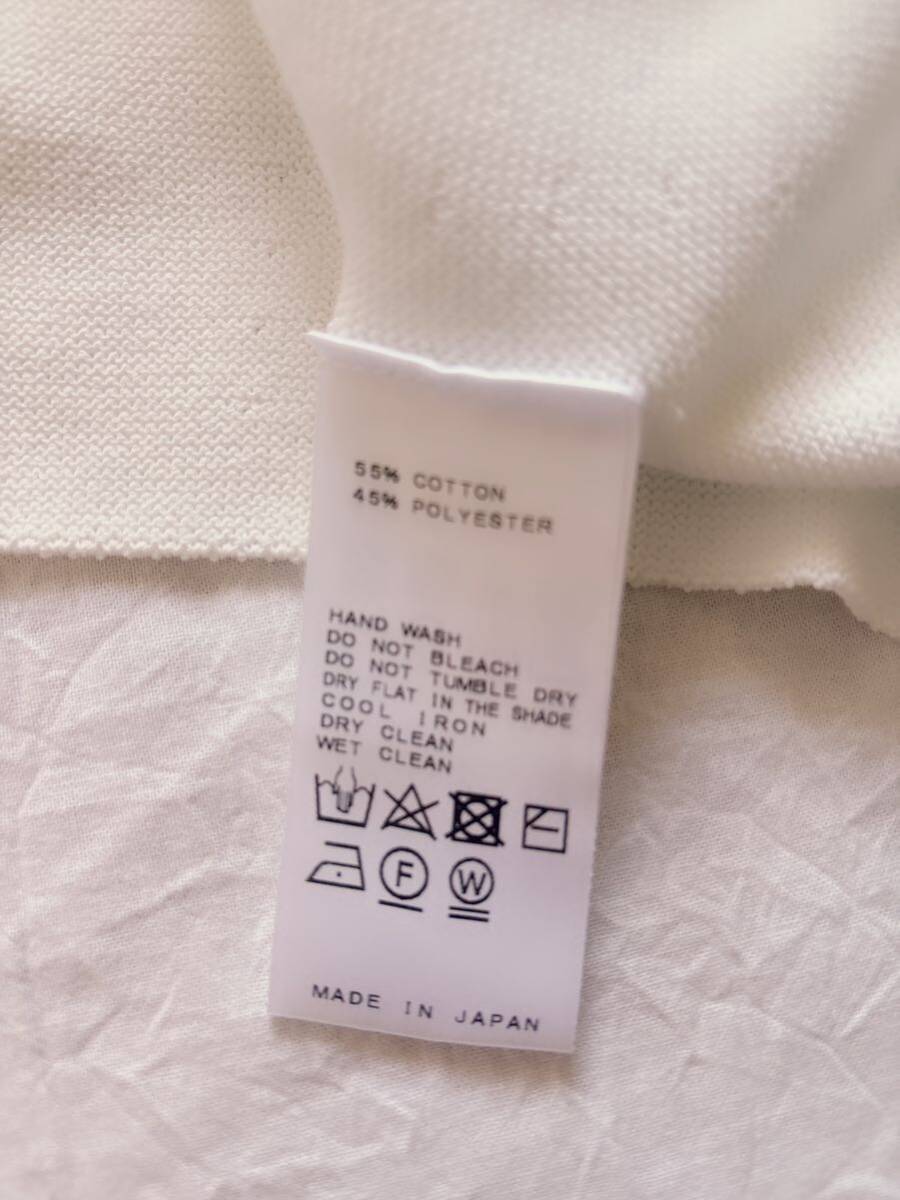 55% COTTON
45% POLYESTER
HAND WASH
DO NOT BLEACH
DO NOT TUMBLE DRY
DRY FLAT IN THE SHADE
COOL IRON
DRY CLEAN
WET CLEAN
F W
MADE IN JAPAN